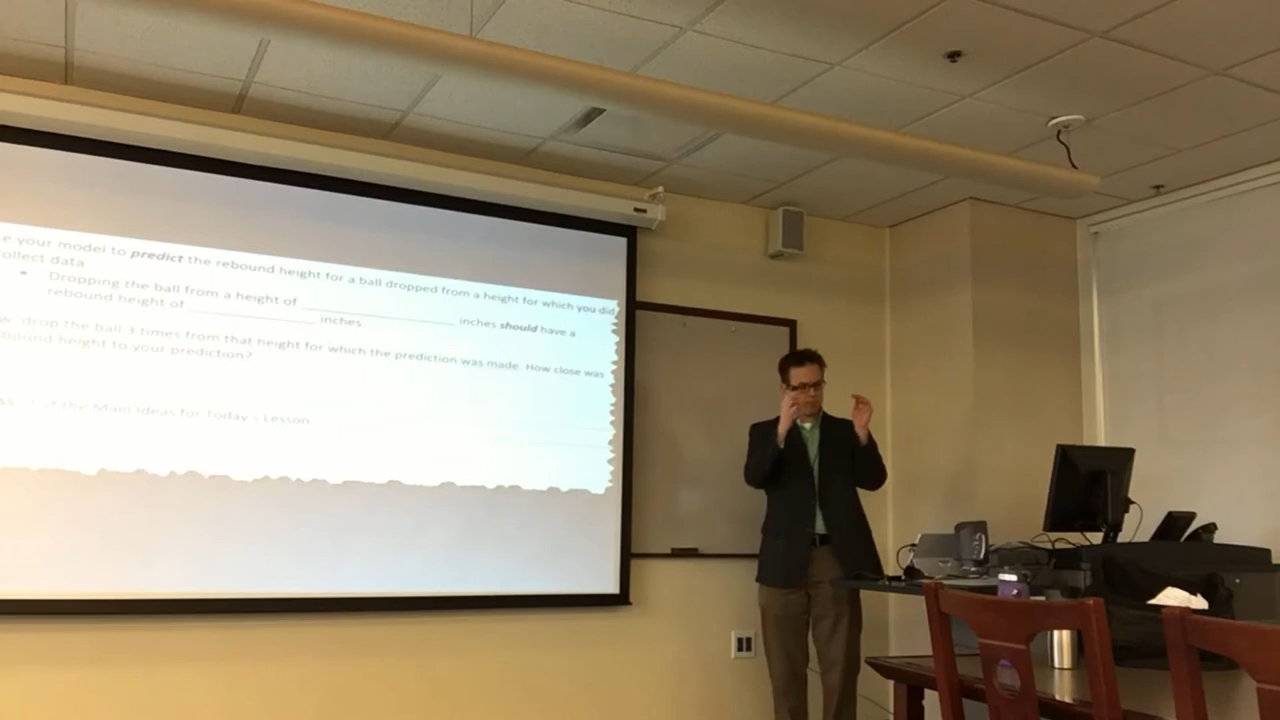 e your model to predict the rebound height for a ball dropped from a height for which you did
ollect data
• Dropping the ball from a height of ____________________ inches should have a
rebound height of ________________ inches.
w, drop the ball 3 times from that height for which the prediction was made. How close was
bound height to your prediction?
the Main Ideas for Today's Lesson